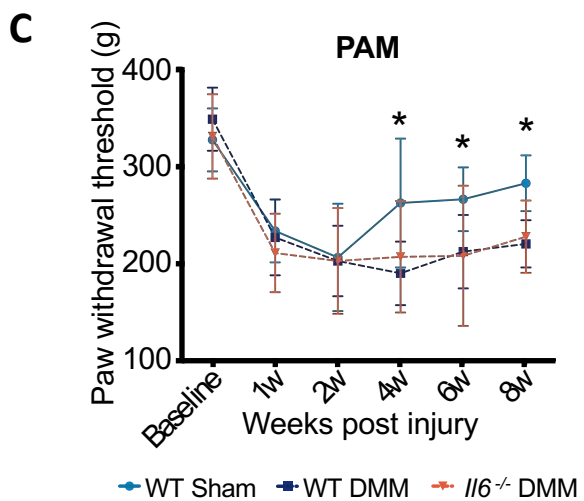 C
PAM
Paw withdrawal threshold (g)
400
300
200
100
* * *
Baseline 1w 2w 4w 6w 8w
Weeks post injury
WT Sham WT DMM Il6-/- DMM